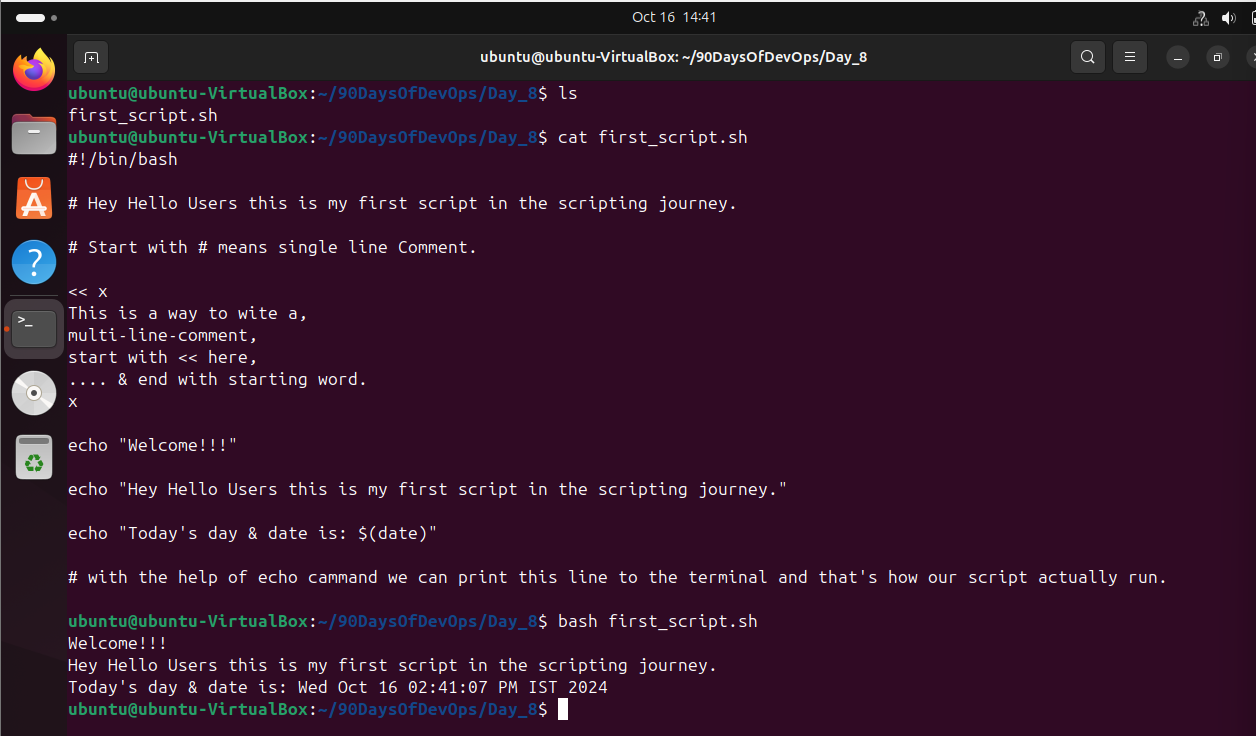 Oct 16 14:41
ubuntu@ubuntu-VirtualBox: ~/90DaysOfDevOps/Day_8
ubuntu@ubuntu-VirtualBox:~/90DaysOfDevOps/Day_8$ ls
first_script.sh
ubuntu@ubuntu-VirtualBox:~/90DaysOfDevOps/Day_8$ cat first_script.sh
#!/bin/bash
# Hey Hello Users this is my first script in the scripting journey.
# Start with # means single line Comment.
<< x
This is a way to wite a,
multi-line-comment,
start with << here,
.... & end with starting word.
x
echo "Welcome!!!"
echo "Hey Hello Users this is my first script in the scripting journey."
echo "Today's day & date is: $(date)"
# with the help of echo cammand we can print this line to the terminal and that's how our script actually run.
ubuntu@ubuntu-VirtualBox:~/90DaysOfDevOps/Day_8$ bash first_script.sh
Welcome!!!
Hey Hello Users this is my first script in the scripting journey.
Today's day & date is: Wed Oct 16 02:41:07 PM IST 2024
ubuntu@ubuntu-VirtualBox:~/90DaysOfDevOps/Day_8$